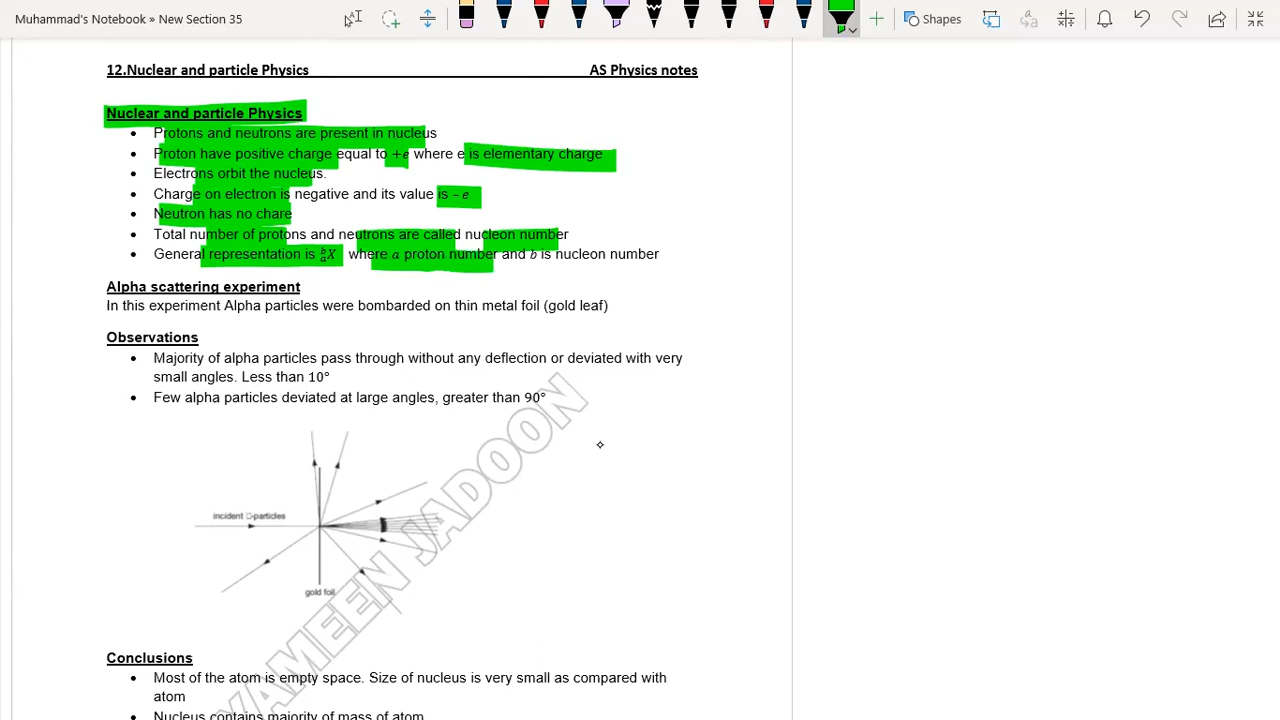 Muhammad's Notebook » New Section 35
Shapes
12.Nuclear and particle Physics AS Physics notes
Nuclear and particle Physics
• Protons and neutrons are present in nucleus
• Proton have positive charge equal to +e where e is elementary charge
• Electrons orbit the nucleus.
• Charge on electron is negative and its value is – e
• Neutron has no chare
• Total number of protons and neutrons are called nucleon number
• General representation is ᵇₐX where a proton number and b is nucleon number
Alpha scattering experiment
In this experiment Alpha particles were bombarded on thin metal foil (gold leaf)
Observations
• Majority of alpha particles pass through without any deflection or deviated with very
small angles. Less than 10°
• Few alpha particles deviated at large angles, greater than 90°
incident □-particles
gold foil
YAMEEN JADOON
Conclusions
• Most of the atom is empty space. Size of nucleus is very small as compared with
atom
• Nucleus contains majority of mass of atom